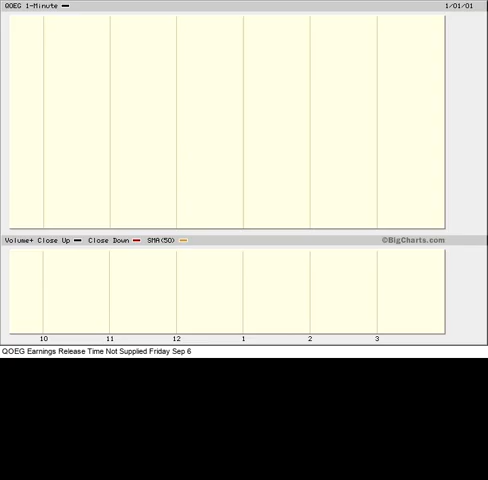 QOEG 1-Minute 1/01/01
Volume+ Close Up Close Down SMA(50) ©BigCharts.com
10 11 12 1 2 3
QOEG Earnings Release Time Not Supplied Friday Sep 6